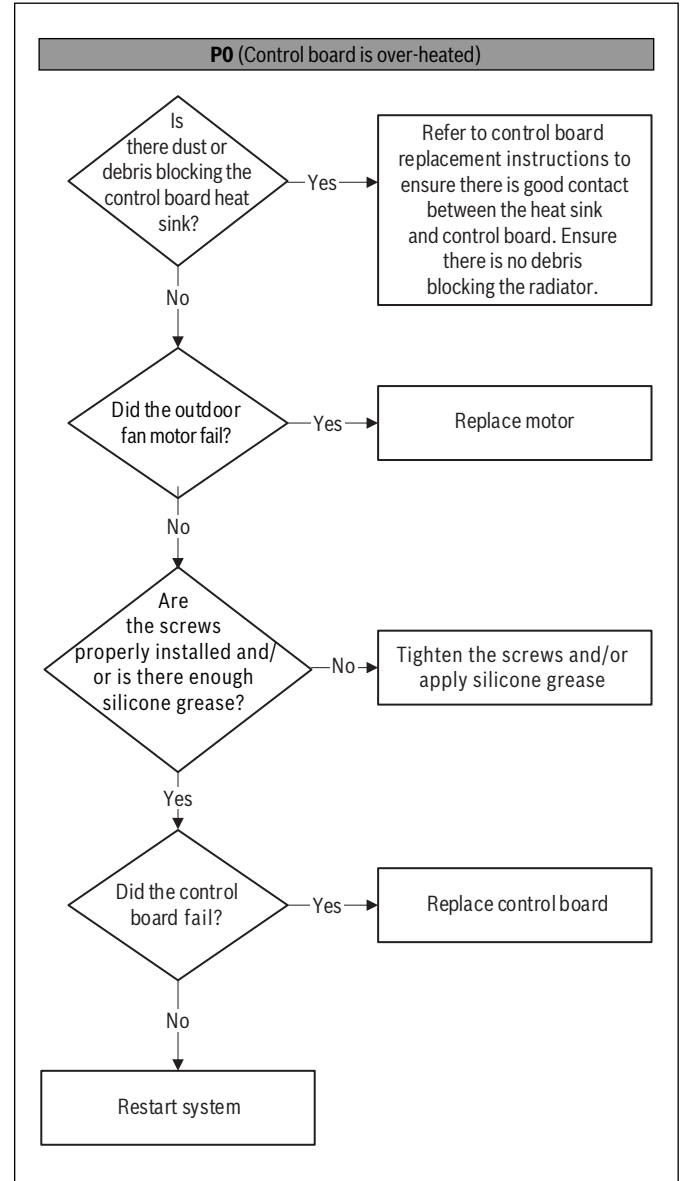 P0 (Control board is over-heated)
Is
there dust or
debris blocking the
control board heat
sink?
Yes
Refer to control board
replacement instructions to
ensure there is good contact
between the heat sink
and control board. Ensure
there is no debris
blocking the radiator.
No
Did the outdoor
fan motor fail?
Yes
Replace motor
No
Are
the screws
properly installed and/
or is there enough
silicone grease?
No
Tighten the screws and/or
apply silicone grease
Yes
Did the control
board fail?
Yes
Replace control board
No
Restart system